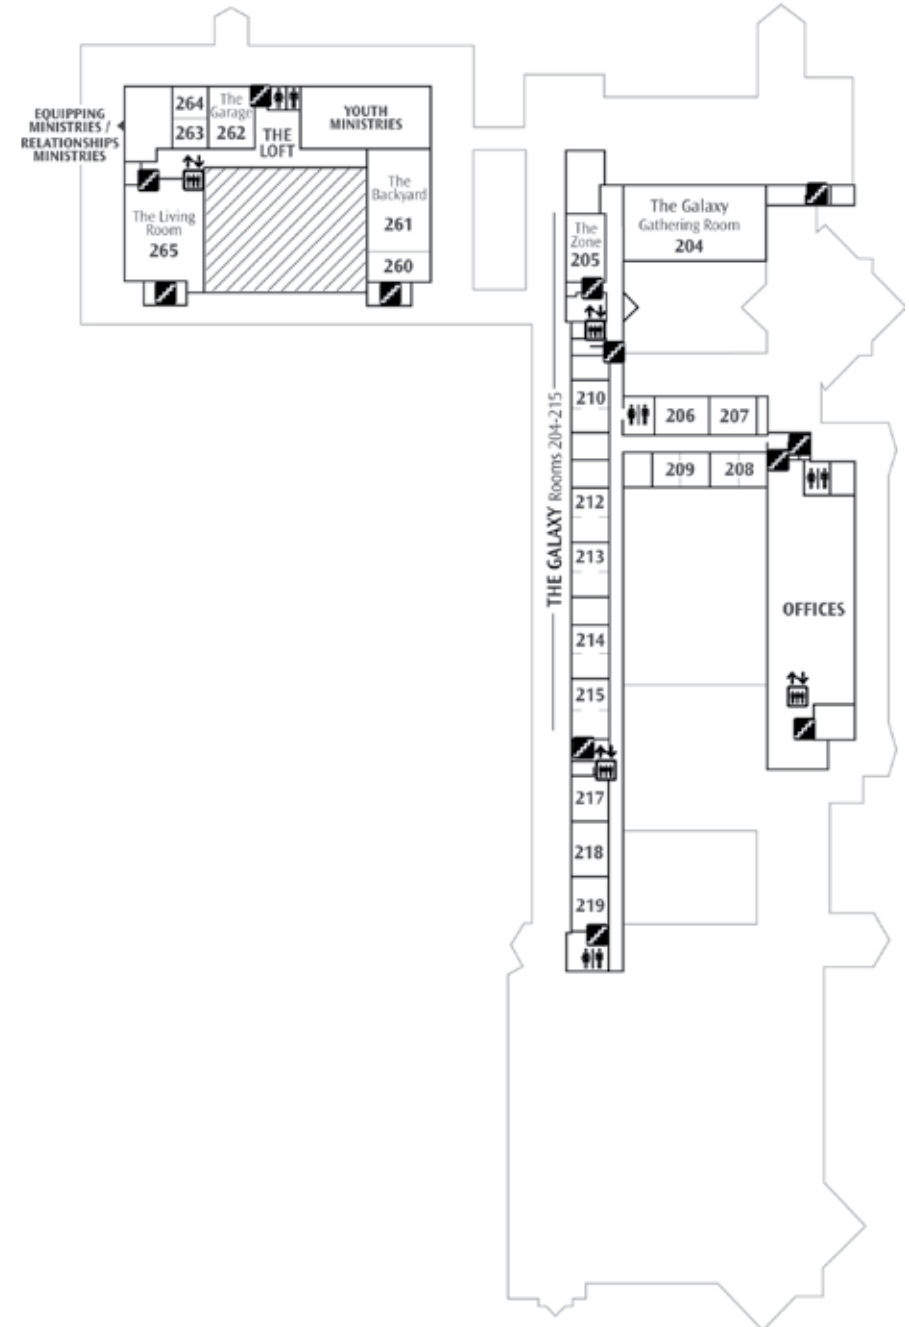 EQUIPPING
MINISTRIES /
RELATIONSHIPS
MINISTRIES
264
263
The
Garage
262
THE
LOFT
YOUTH
MINISTRIES
The Living
Room
265
The
Backyard
261
260
The
Zone
205
The Galaxy
Gathering Room
204
THE GALAXY Rooms 204-215
210
206
207
209
208
212
213
214
215
OFFICES
217
218
219